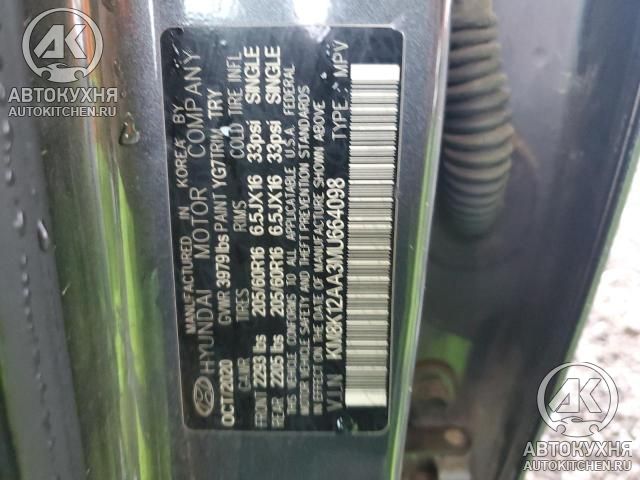 MANUFACTURED IN KOREA BY
HYUNDAI MOTOR COMPANY
OCT/2020 GVWR 3979 lbs PAINT YG7TRIM TRY
GAWR TIRES RIMS COLD TIRE INFL
FRONT 2293 lbs 205/60R16 6.5JX16 33psi SINGLE
REAR 2209 lbs 205/60R16 6.5JX16 33psi SINGLE
THIS VEHICLE CONFORMS TO ALL APPLICABLE U.S.A. FEDERAL
MOTOR VEHICLE SAFETY AND THEFT PREVENTION STANDARDS
IN EFFECT ON THE DATE OF MANUFACTURE SHOWN ABOVE
V.I.N : KM8K12AA3MU664098 TYPE : MPV
АК
АВТОКУХНЯ
AUTOKITCHEN.RU
АК
АВТОКУХНЯ
AUTOKITCHEN.RU